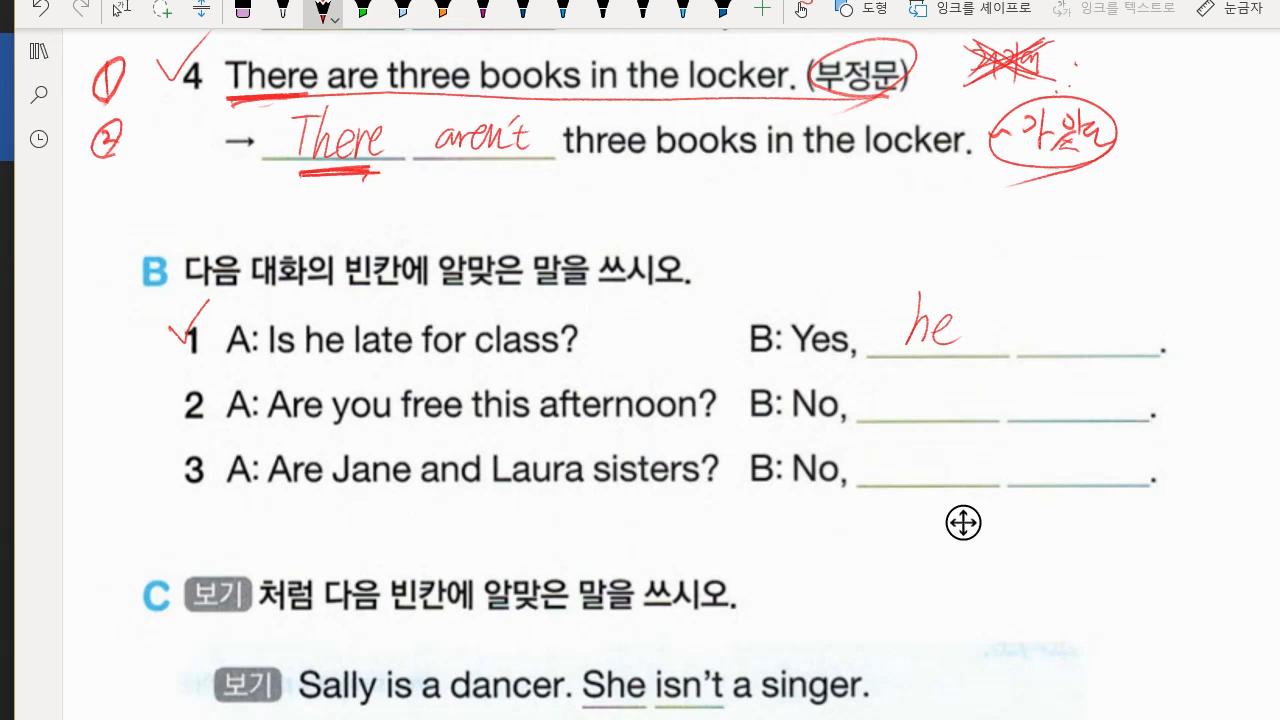 도형 잉크를 셰이프로 잉크를 텍스트로 눈금자
① 4 There are three books in the locker. (부정문)
② → There aren't three books in the locker. ~가 없다
B 다음 대화의 빈칸에 알맞은 말을 쓰시오.
1 A: Is he late for class? B: Yes, he
2 A: Are you free this afternoon? B: No,
3 A: Are Jane and Laura sisters? B: No,
C 보기 처럼 다음 빈칸에 알맞은 말을 쓰시오.
보기 Sally is a dancer. She isn't a singer.